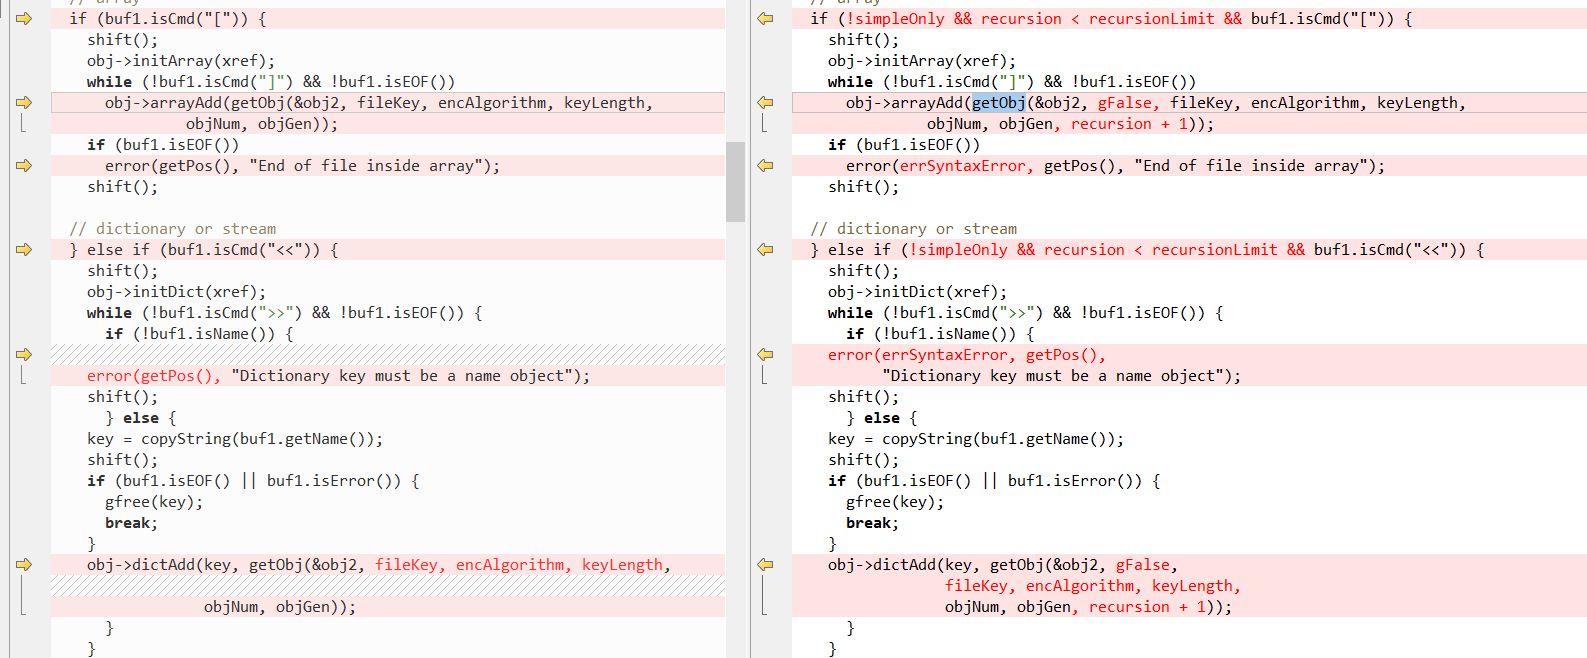 // array
if (buf1.isCmd("[")) {
shift();
obj->initArray(xref);
while (!buf1.isCmd("]") && !buf1.isEOF())
obj->arrayAdd(getObj(&obj2, fileKey, encAlgorithm, keyLength,
objNum, objGen));
if (buf1.isEOF())
error(getPos(), "End of file inside array");
shift();
// dictionary or stream
} else if (buf1.isCmd("<<")) {
shift();
obj->initDict(xref);
while (!buf1.isCmd(">>") && !buf1.isEOF()) {
if (!buf1.isName()) {
error(getPos(), "Dictionary key must be a name object");
shift();
} else {
key = copyString(buf1.getName());
shift();
if (buf1.isEOF() || buf1.isError()) {
gfree(key);
break;
}
obj->dictAdd(key, getObj(&obj2, fileKey, encAlgorithm, keyLength,
objNum, objGen));
}
}
// array
if (!simpleOnly && recursion < recursionLimit && buf1.isCmd("[")) {
shift();
obj->initArray(xref);
while (!buf1.isCmd("]") && !buf1.isEOF())
obj->arrayAdd(getObj(&obj2, gFalse, fileKey, encAlgorithm, keyLength,
objNum, objGen, recursion + 1));
if (buf1.isEOF())
error(errSyntaxError, getPos(), "End of file inside array");
shift();
// dictionary or stream
} else if (!simpleOnly && recursion < recursionLimit && buf1.isCmd("<<")) {
shift();
obj->initDict(xref);
while (!buf1.isCmd(">>") && !buf1.isEOF()) {
if (!buf1.isName()) {
error(errSyntaxError, getPos(),
"Dictionary key must be a name object");
shift();
} else {
key = copyString(buf1.getName());
shift();
if (buf1.isEOF() || buf1.isError()) {
gfree(key);
break;
}
obj->dictAdd(key, getObj(&obj2, gFalse,
fileKey, encAlgorithm, keyLength,
objNum, objGen, recursion + 1));
}
}